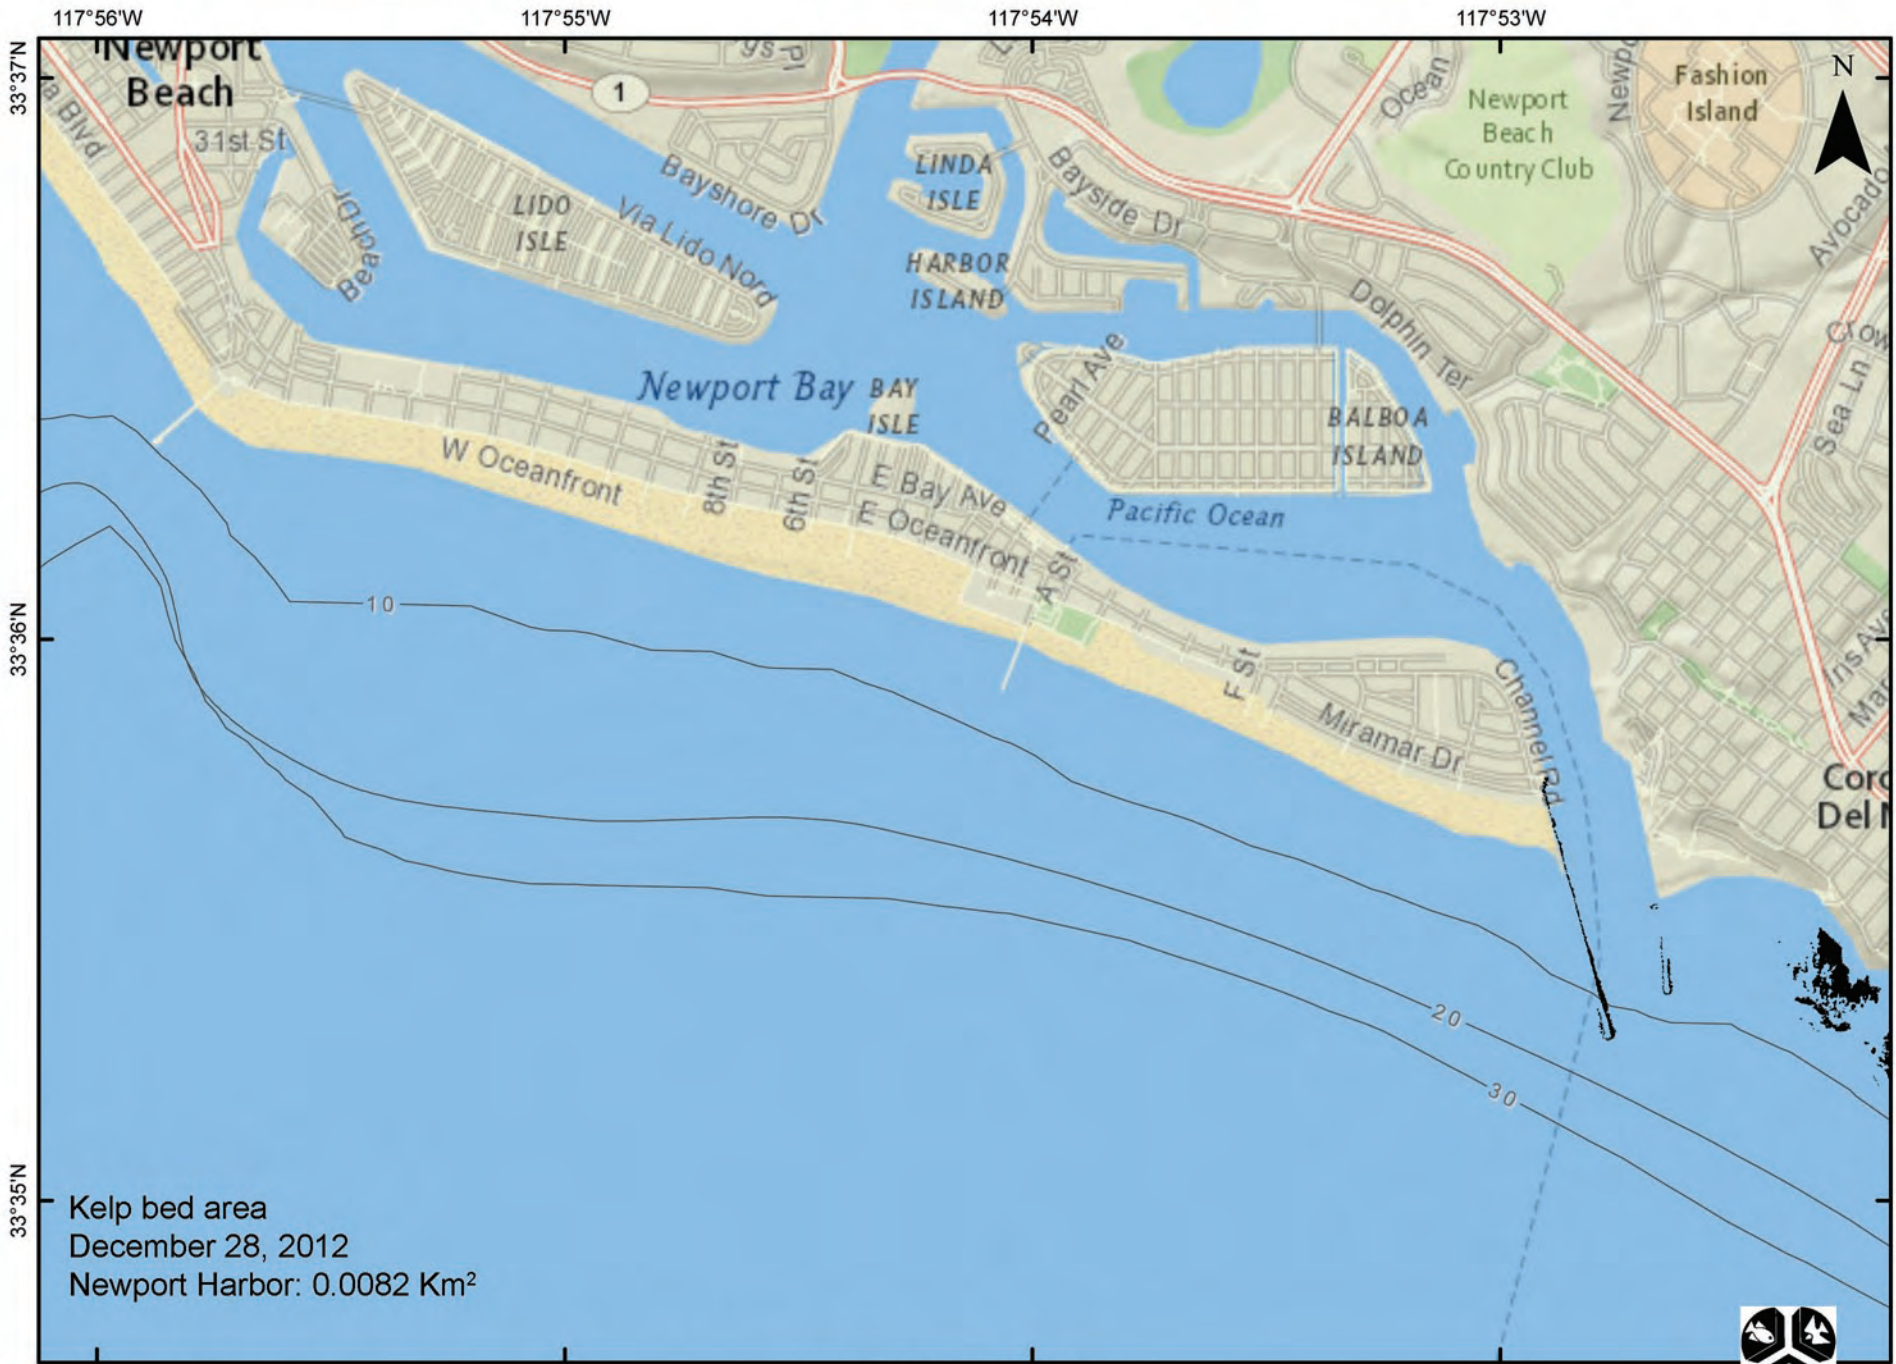 117°56'W
117°55'W
117°54'W
117°53'W
33°37'N
33°36'N
33°35'N
Newport
Beach
Blvd
31st St
1
Bayshore Dr
LIDO
ISLE
Via Lido Nord
Beacon Dr
LINDA
ISLE
Bayside Dr
HARBOR
ISLAND
Ocean
Newport
Beach
Country Club
Fashion
Island
N
Avocado
Dolphin Ter
Sea Ln
Newport Bay
BAY
ISLE
Pearl Ave
BALBOA
ISLAND
W Oceanfront
8th St
6th St
E Bay Ave
E Oceanfront
A St
Pacific Ocean
F St
Miramar Dr
Channel Rd
Iris Ave
10
20
30
Kelp bed area
December 28, 2012
Newport Harbor: 0.0082 Km²